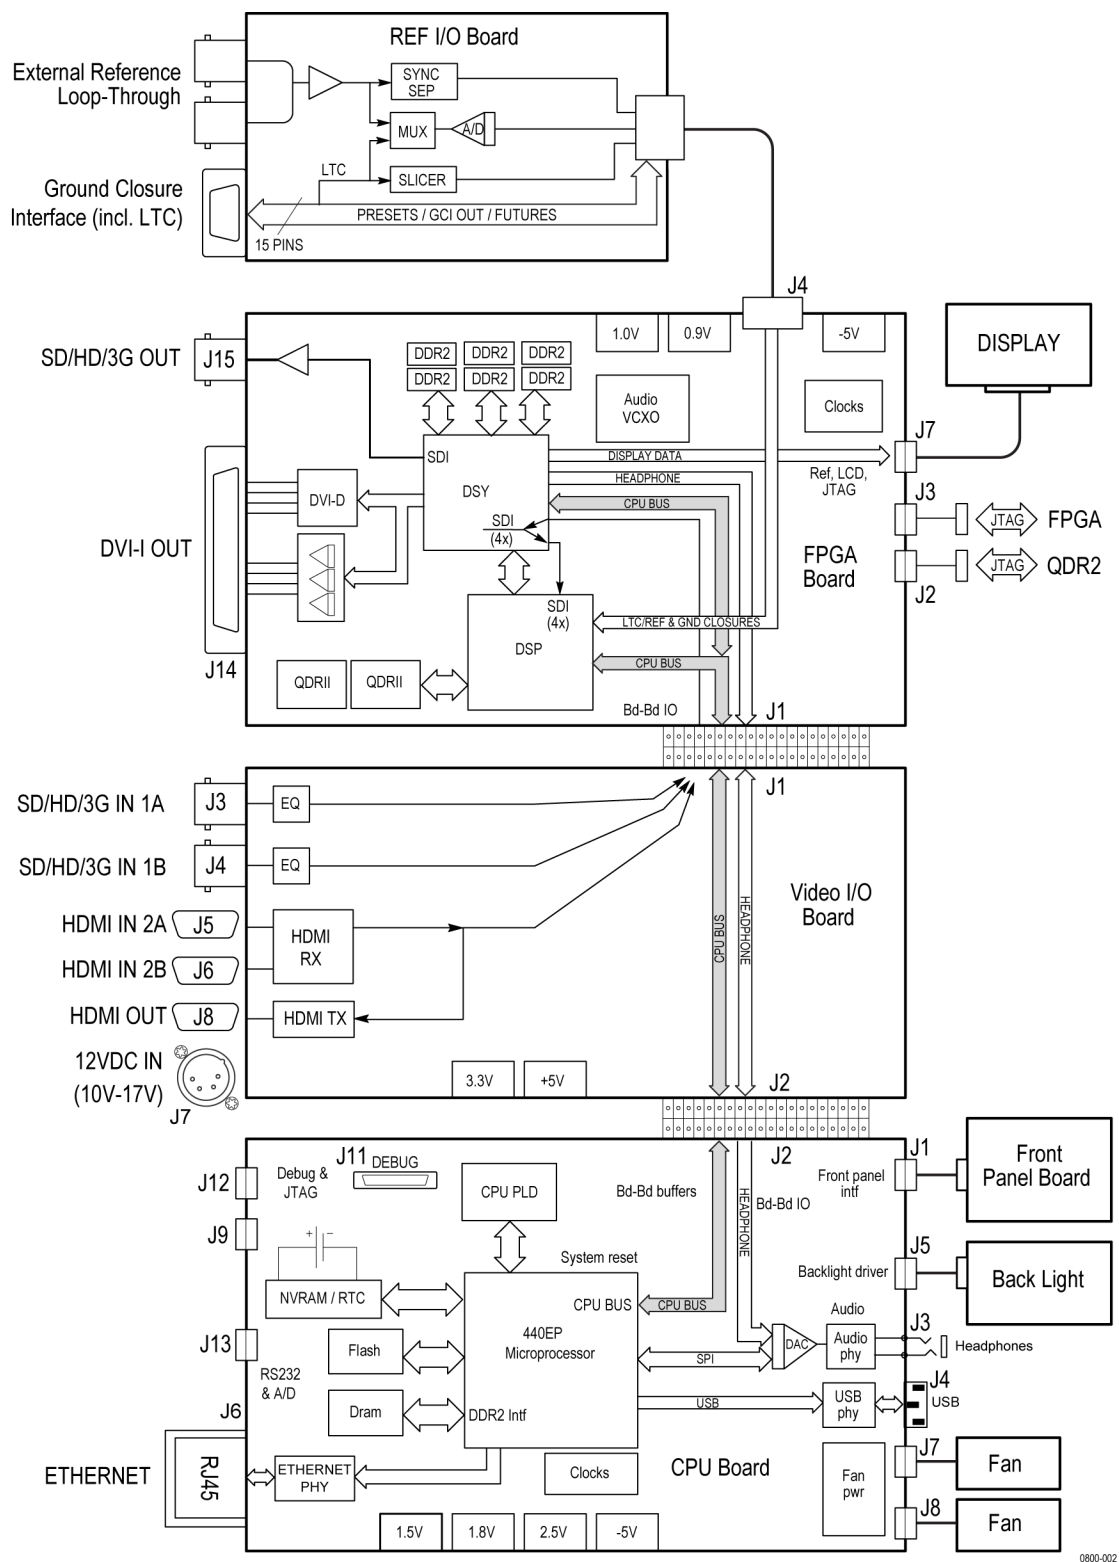 REF I/O Board
External Reference
Loop-Through
SYNC
SEP
MUX
A/D
LTC
SLICER
Ground Closure
Interface (incl. LTC)
PRESETS / GCI OUT / FUTURES
15 PINS
J4
1.0V
0.9V
-5V
DISPLAY
SD/HD/3G OUT
J15
DDR2
DDR2
DDR2
DDR2
DDR2
DDR2
Audio
VCXO
Clocks
J7
SDI
DISPLAY DATA
Ref, LCD,
JTAG
HEADPHONE
DSY
CPU BUS
J3
JTAG
FPGA
DVI-D
SDI
(4x)
DVI-I OUT
FPGA
Board
JTAG
QDR2
J2
SDI
(4x)
LTC/REF & GND CLOSURES
DSP
CPU BUS
J14
QDRII
QDRII
Bd-Bd IO
J1
J1
SD/HD/3G IN 1A
J3
EQ
SD/HD/3G IN 1B
J4
EQ
Video I/O
Board
HDMI IN 2A
J5
HDMI
RX
CPU BUS
HEADPHONE
HDMI IN 2B
J6
HDMI OUT
J8
HDMI TX
12VDC IN
(10V-17V)
J7
3.3V
+5V
J2
J12
Debug &
JTAG
J11
DEBUG
CPU PLD
Bd-Bd buffers
J2
HEADPHONE
Bd-Bd IO
Front panel
intf
J1
Front
Panel Board
J9
+
−
System reset
J5
Backlight driver
Back Light
NVRAM / RTC
CPU BUS
CPU BUS
440EP
Microprocessor
Audio
J3
DAC
Audio
phy
Headphones
J13
Flash
SPI
RS232
& A/D
J4
USB
USB
phy
USB
J6
Dram
DDR2 Intf
ETHERNET
RJ45
ETHERNET
PHY
Clocks
CPU Board
Fan
pwr
J7
Fan
J8
Fan
1.5V
1.8V
2.5V
-5V
0800-002